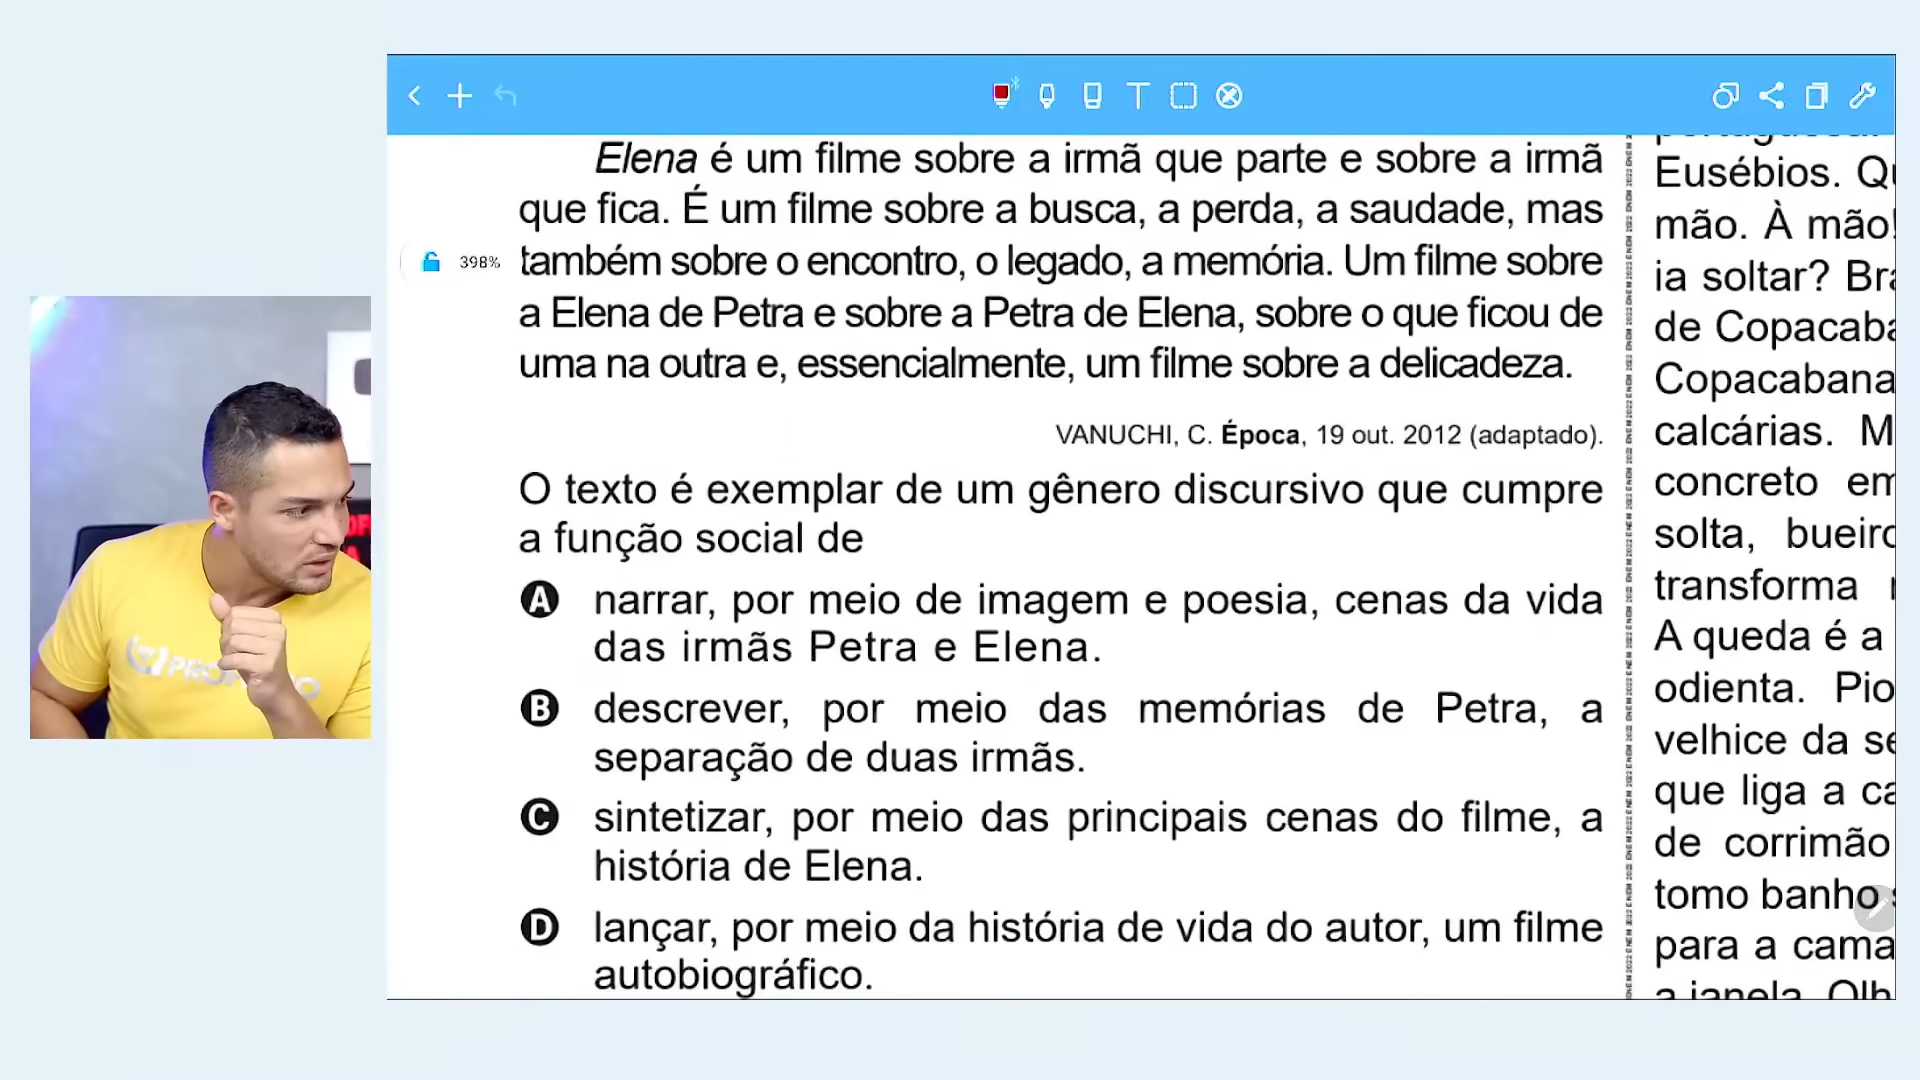 Elena é um filme sobre a irmã que parte e sobre a irmã
que fica. É um filme sobre a busca, a perda, a saudade, mas
também sobre o encontro, o legado, a memória. Um filme sobre
a Elena de Petra e sobre a Petra de Elena, sobre o que ficou de
uma na outra e, essencialmente, um filme sobre a delicadeza.
398%
VANUCHI, C. Época, 19 out. 2012 (adaptado).
O texto é exemplar de um gênero discursivo que cumpre
a função social de
A narrar, por meio de imagem e poesia, cenas da vida
das irmãs Petra e Elena.
B descrever, por meio das memórias de Petra, a
separação de duas irmãs.
C sintetizar, por meio das principais cenas do filme, a
história de Elena.
D lançar, por meio da história de vida do autor, um filme
autobiográfico.
Eusébios.
mão. À mão!
ia soltar?
de
Copacabana
calcárias.
concreto
solta,
transforma
A queda é a
odienta.
velhice da
que liga a
de corrimão
tomo banho
para a cama